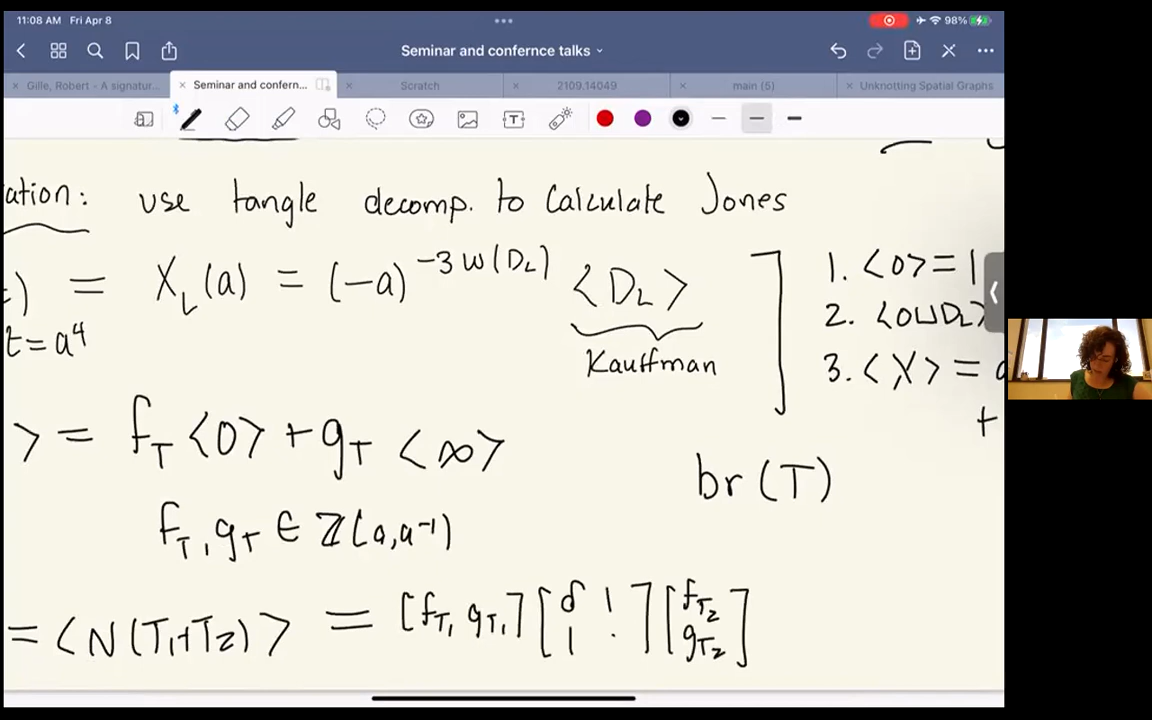 11:08 AM Fri Apr 8
98%
Seminar and confernce talks
Gille, Robert - A signatur...
Seminar and confern...
Scratch
2109.14049
main (5)
Unknotting Spatial Graphs
ation: use tangle decomp. to Calculate Jones
) = X_L(a) = (-a)^{-3w(D_L)} <D_L>
t = a^4
Kauffman
1. <O> = 1
2. <O⊔D_L>
3. <X> = a
+
> = f_T <0> + g_T <∞>
br(T)
f_T, g_T ∈ Z[a, a^{-1})
= <N(T_1+T_2)> = [f_{T_1} g_{T_1}] [δ 1
1 ] [f_{T_2}
g_{T_2}]